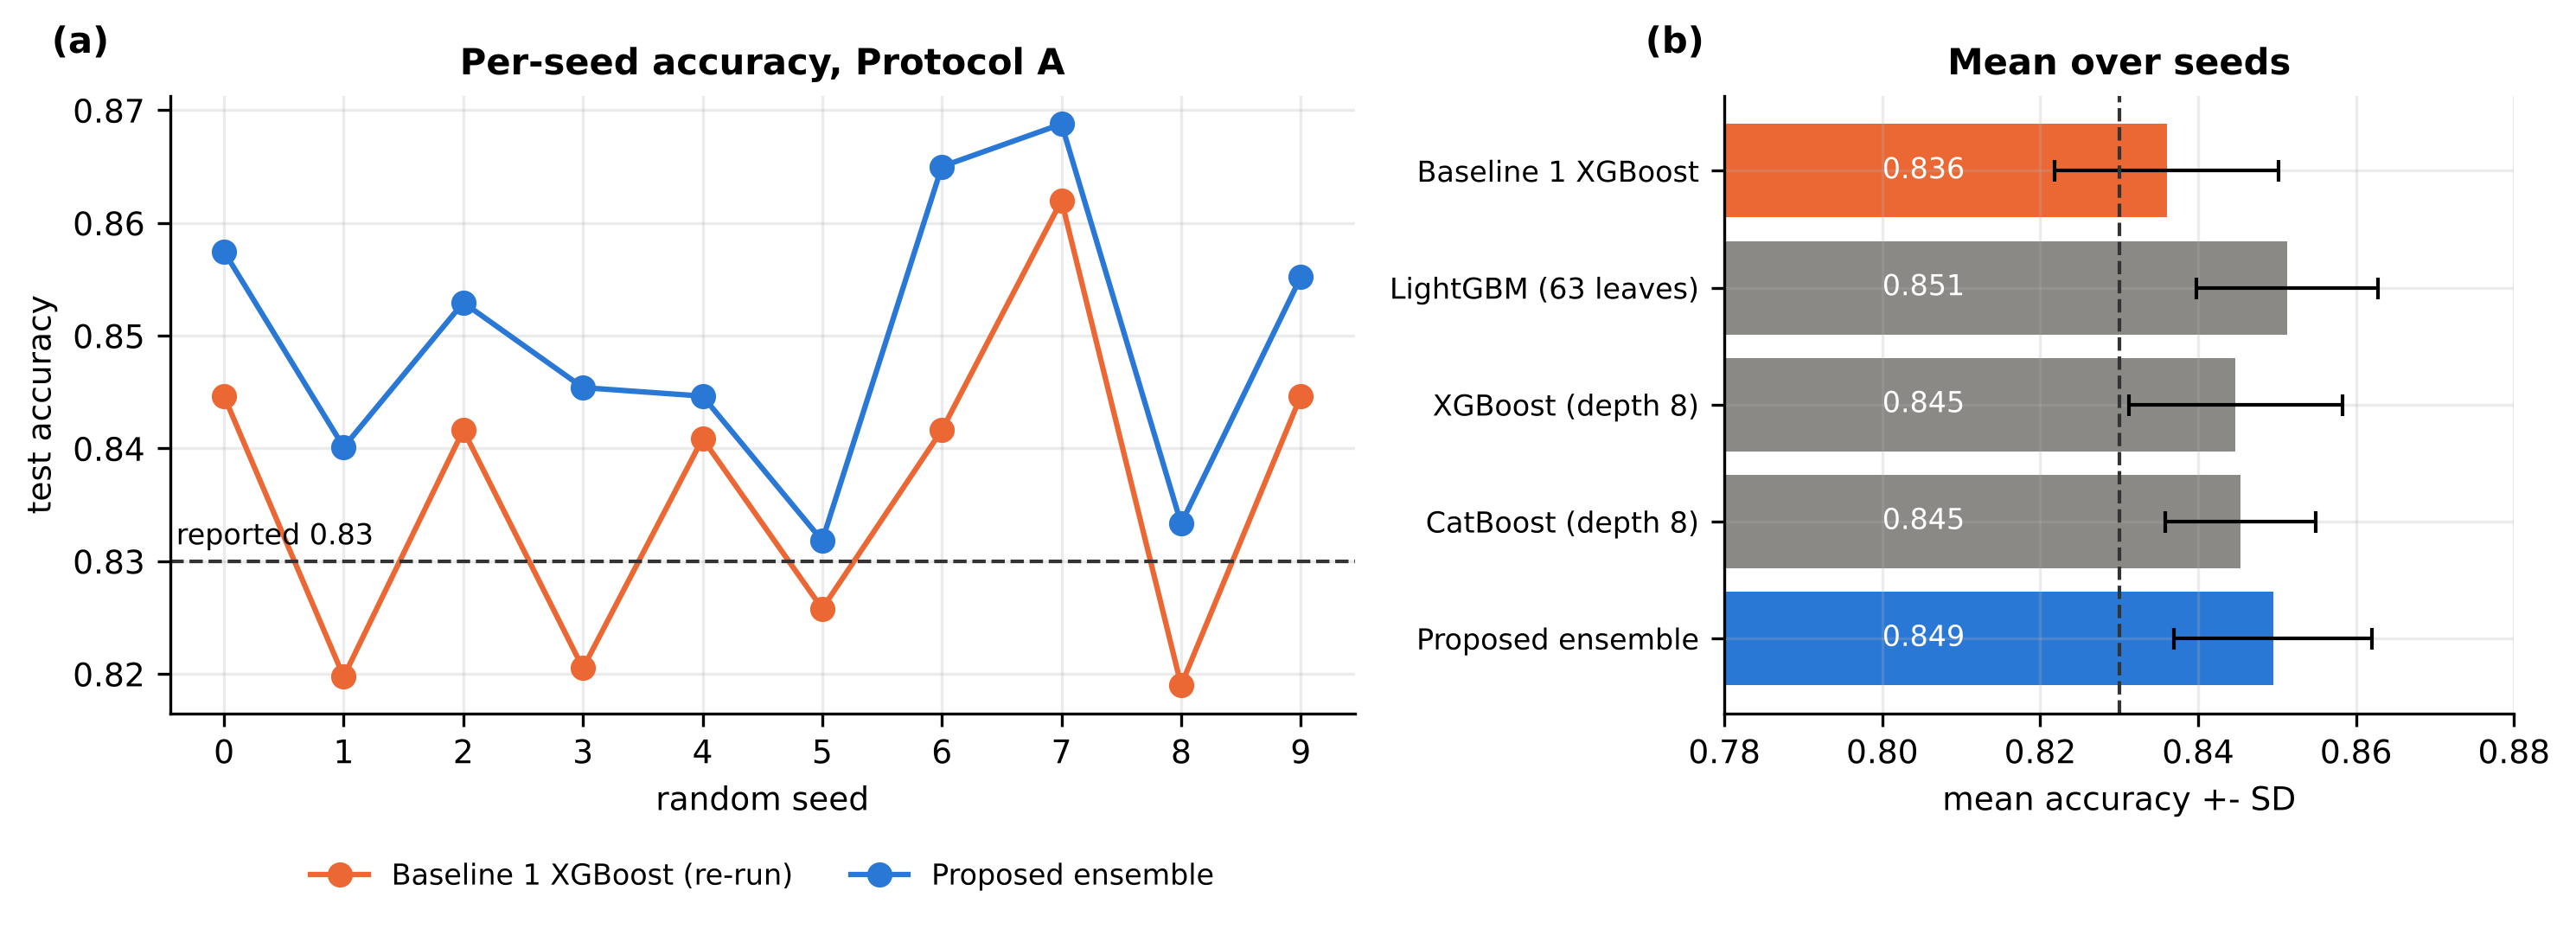 (a)
Per-seed accuracy, Protocol A
0.87
0.86
0.85
0.84
0.83
0.82
test accuracy
reported 0.83
0 1 2 3 4 5 6 7 8 9
random seed
Baseline 1 XGBoost (re-run) Proposed ensemble
(b)
Mean over seeds
Baseline 1 XGBoost 0.836
LightGBM (63 leaves) 0.851
XGBoost (depth 8) 0.845
CatBoost (depth 8) 0.845
Proposed ensemble 0.849
0.78 0.80 0.82 0.84 0.86 0.88
mean accuracy +- SD